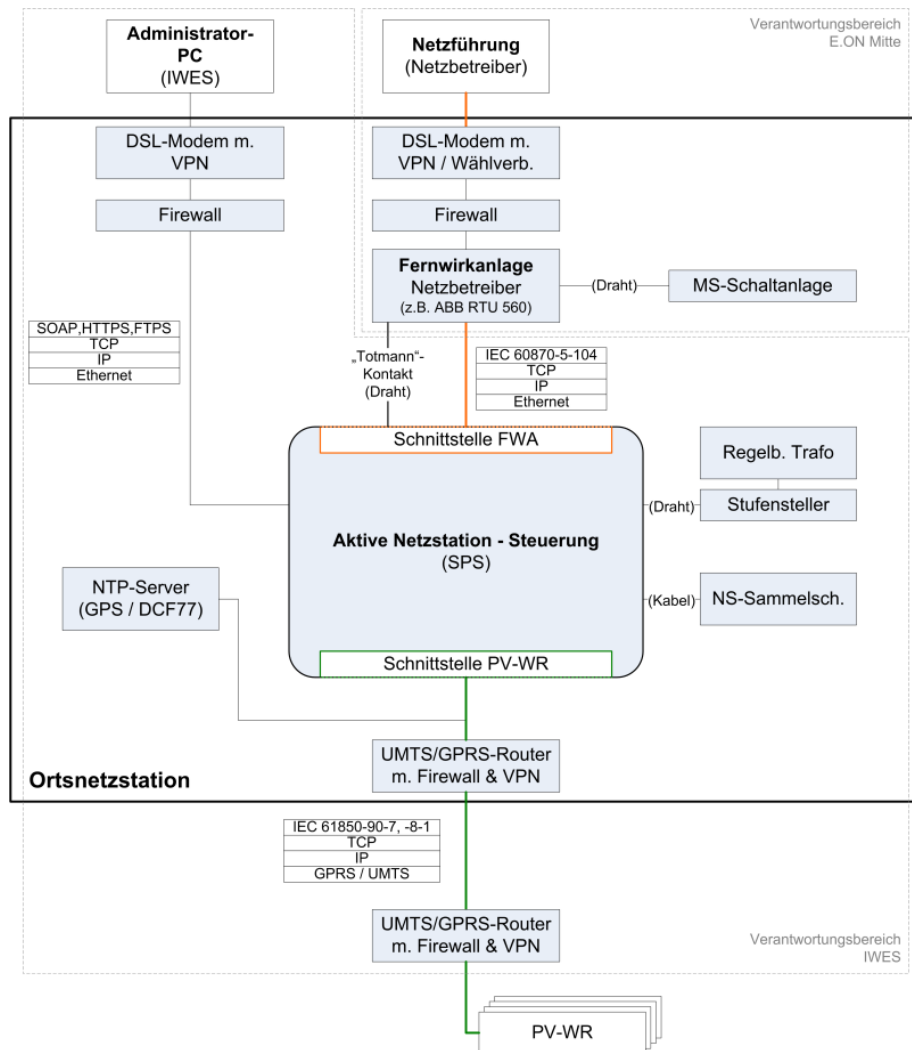 Verantwortungsbereich
E.ON Mitte
Administrator-
PC
(IWES)
Netzführung
(Netzbetreiber)
DSL-Modem m.
VPN
DSL-Modem m.
VPN / Wählverb.
Firewall
Firewall
Fernwirkanlage
Netzbetreiber
(z.B. ABB RTU 560)
(Draht)
MS-Schaltanlage
SOAP,HTTPS,FTPS
TCP
IP
Ethernet
„Totmann“-
Kontakt
(Draht)
IEC 60870-5-104
TCP
IP
Ethernet
Schnittstelle FWA
Regelb. Trafo
(Draht)
Stufensteller
Aktive Netzstation - Steuerung
(SPS)
NTP-Server
(GPS / DCF77)
(Kabel)
NS-Sammelsch.
Schnittstelle PV-WR
UMTS/GPRS-Router
m. Firewall & VPN
Ortsnetzstation
IEC 61850-90-7, -8-1
TCP
IP
GPRS / UMTS
UMTS/GPRS-Router
m. Firewall & VPN
Verantwortungsbereich
IWES
PV-WR